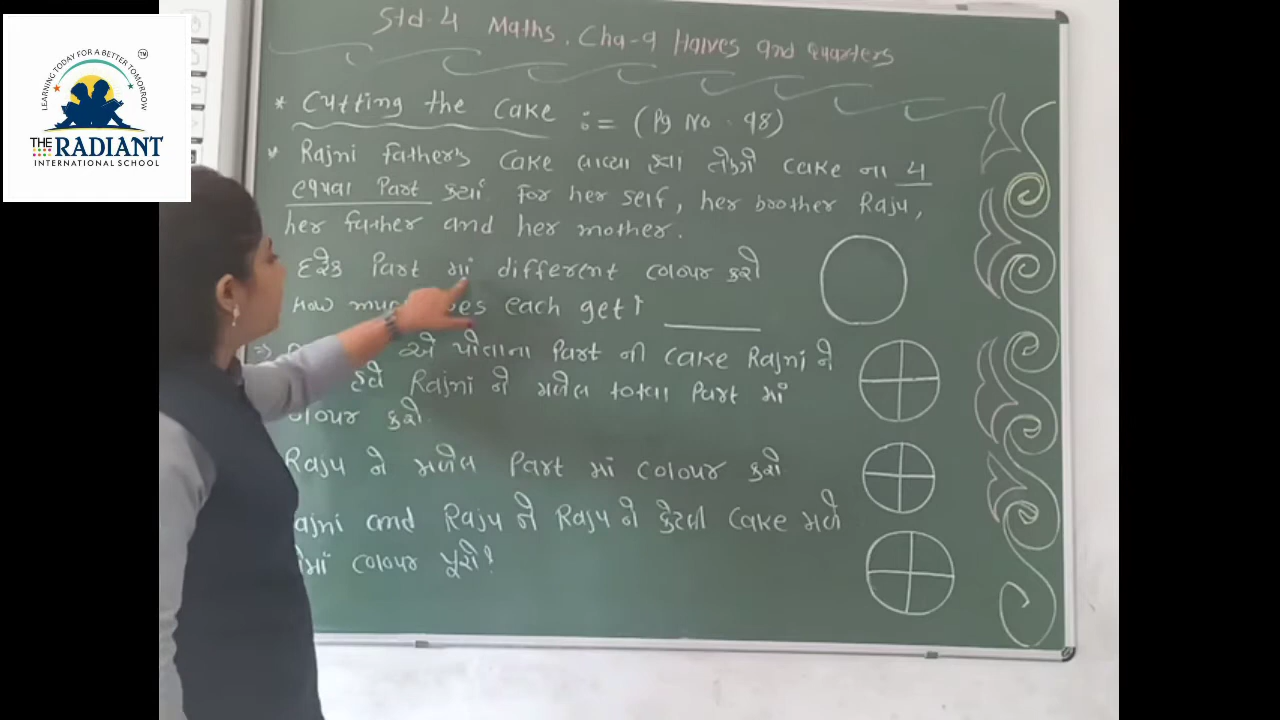 LEARNING TODAY FOR A BETTER TOMORROW
TM
THE RADIANT
INTERNATIONAL SCHOOL
Std. 4 Maths. Cha-9 Halves and Quarters
* Cutting the Cake := (Pg No. 98)
* Rajni father's Cake લાવ્યા હતા તેણે cake ના 4
સરખા Part કર્યા for her self, her brother Raju,
her father and her mother.
દરેક Part માં different colour કરો
How does each get?
એ પોતાના Part ની cake Rajni ને
હવે Rajni ને મળેલ total Part માં
colour કરો.
Raju ને મળેલ Part માં colour કરો.
Rajni and Raju ને Raju ને કેટલી Cake મળે
તેમાં colour પૂરો?